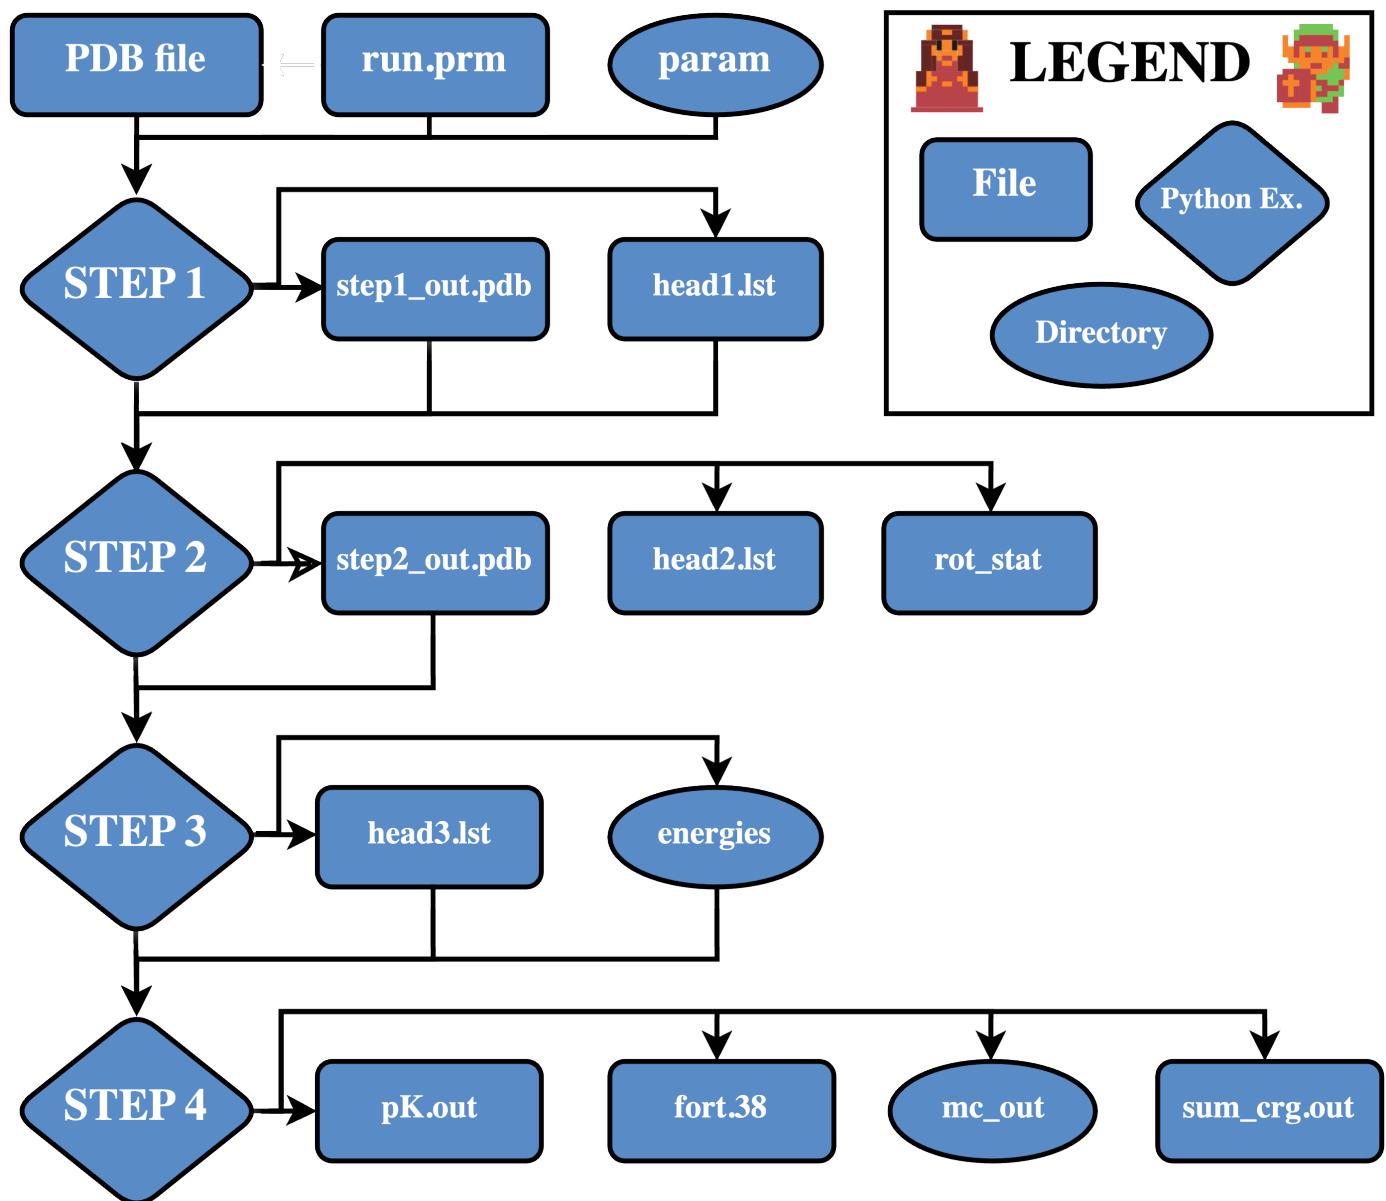 PDB file
run.prm
param
LEGEND
File
Python Ex.
Directory
STEP 1
step1_out.pdb
head1.lst
STEP 2
step2_out.pdb
head2.lst
rot_stat
STEP 3
head3.lst
energies
STEP 4
pK.out
fort.38
mc_out
sum_crg.out